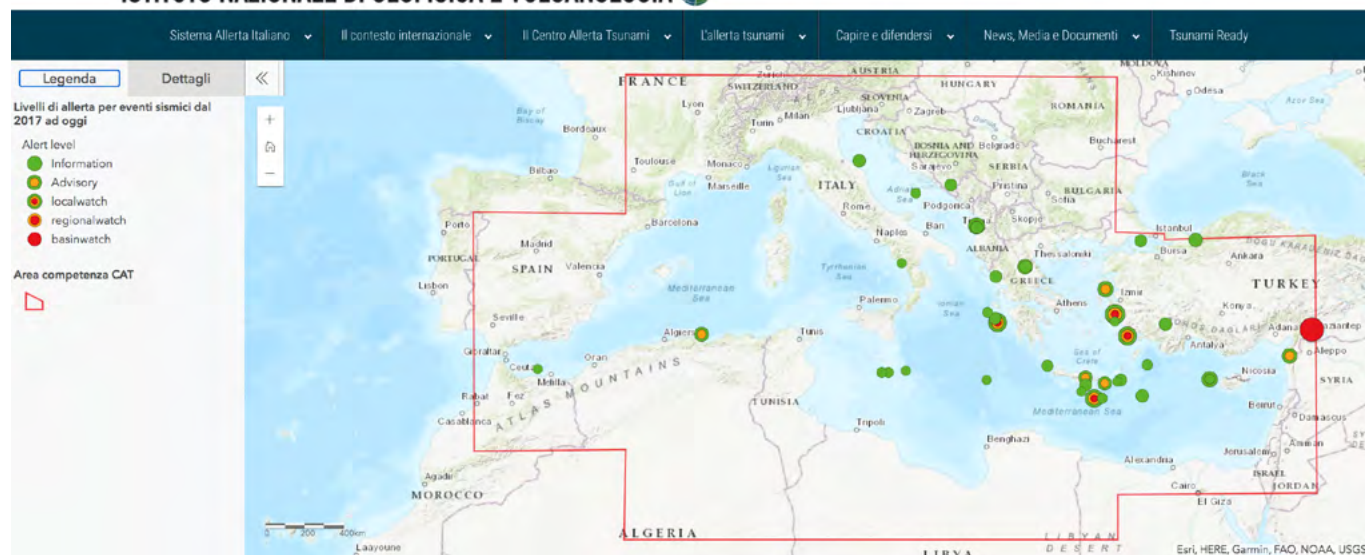 ISTITUTO NAZIONALE DI GEOFISICA E VULCANOLOGIA
Sistema Allerta Italiano Il contesto internazionale Il Centro Allerta Tsunami L'allerta tsunami Capire e difendersi News, Media e Documenti Tsunami Ready
Legenda Dettagli
Livelli di allerta per eventi sismici dal
2017 ad oggi
Alert level
Information
Advisory
localwatch
regionalwatch
basinwatch
Area competenza CAT
MOLDOVA
Kishinev
FRANCE
Zurich
AUSTRIA
SWITZERLAND
HUNGARY
Odesa
Azov Sea
Bay of
Biscay
Lyon
ALPS
SLOVENIA
Ljubljana
Zagreb
ROMANIA
Turin
Milan
Bordeaux
CROATIA
Danube
BOSNIA AND
HERZEGOVINA
Belgrade
Bucharest
Toulouse
Monaco
Ligurian
Sea
Sarajevo
SERBIA
Bilbao
Gulf of
Lion
Marseille
ITALY
Adriatic
Sea
Pristina
BULGARIA
Sofia
Black
Sea
Rome
Podgorica
Porto
Barcelona
Skopje
Istanbul
Naples
Bari
Tirana
Madrid
ALBANIA
Thessaloniki
Bursa
Ankara
PORTUGAL
SPAIN
Valencia
Tyrrhenian
Sea
GREECE
TURKEY
Lisbon
Mediterranean
Sea
Palermo
Ionian
Sea
Athens
Izmir
Konya
Seville
Algiers
Tunis
Adana
Gaziantep
Antalya
Gibraltar
Oran
Sea of
Crete
Aleppo
Ceuta
Melilla
Nicosia
SYRIA
Rabat
Fez
ATLAS MOUNTAINS
TUNISIA
Casablanca
Mediterranean Sea
Beirut
Damascus
Tripoli
Benghazi
Amman
Alexandria
Jerusalem
Agadir
ISRAEL
MOROCCO
Cairo
JORDAN
El Giza
0 200 400km
ALGERIA
LIBYAN
DESERT
Laayoune
LIBYA
Esri, HERE, Garmin, FAO, NOAA, USGS